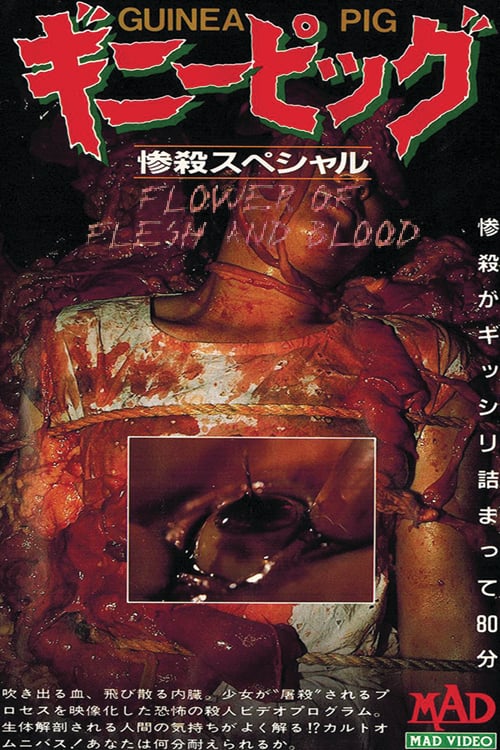 GUINEA PIG
ギニーピッグ
惨殺スペシャル
FLOWER OF
FLESH AND BLOOD
惨殺がギッシリ詰まって80分
吹き出る血、飛び散る内臓。少女が“屠殺”されるプ
ロセスを映像化した恐怖の殺人ビデオプログラム。
生体解剖される人間の気持ちがよく解る!?カルトオ
ムニバス!あなたは何分耐えられるか。
MAD
MAD VIDEO